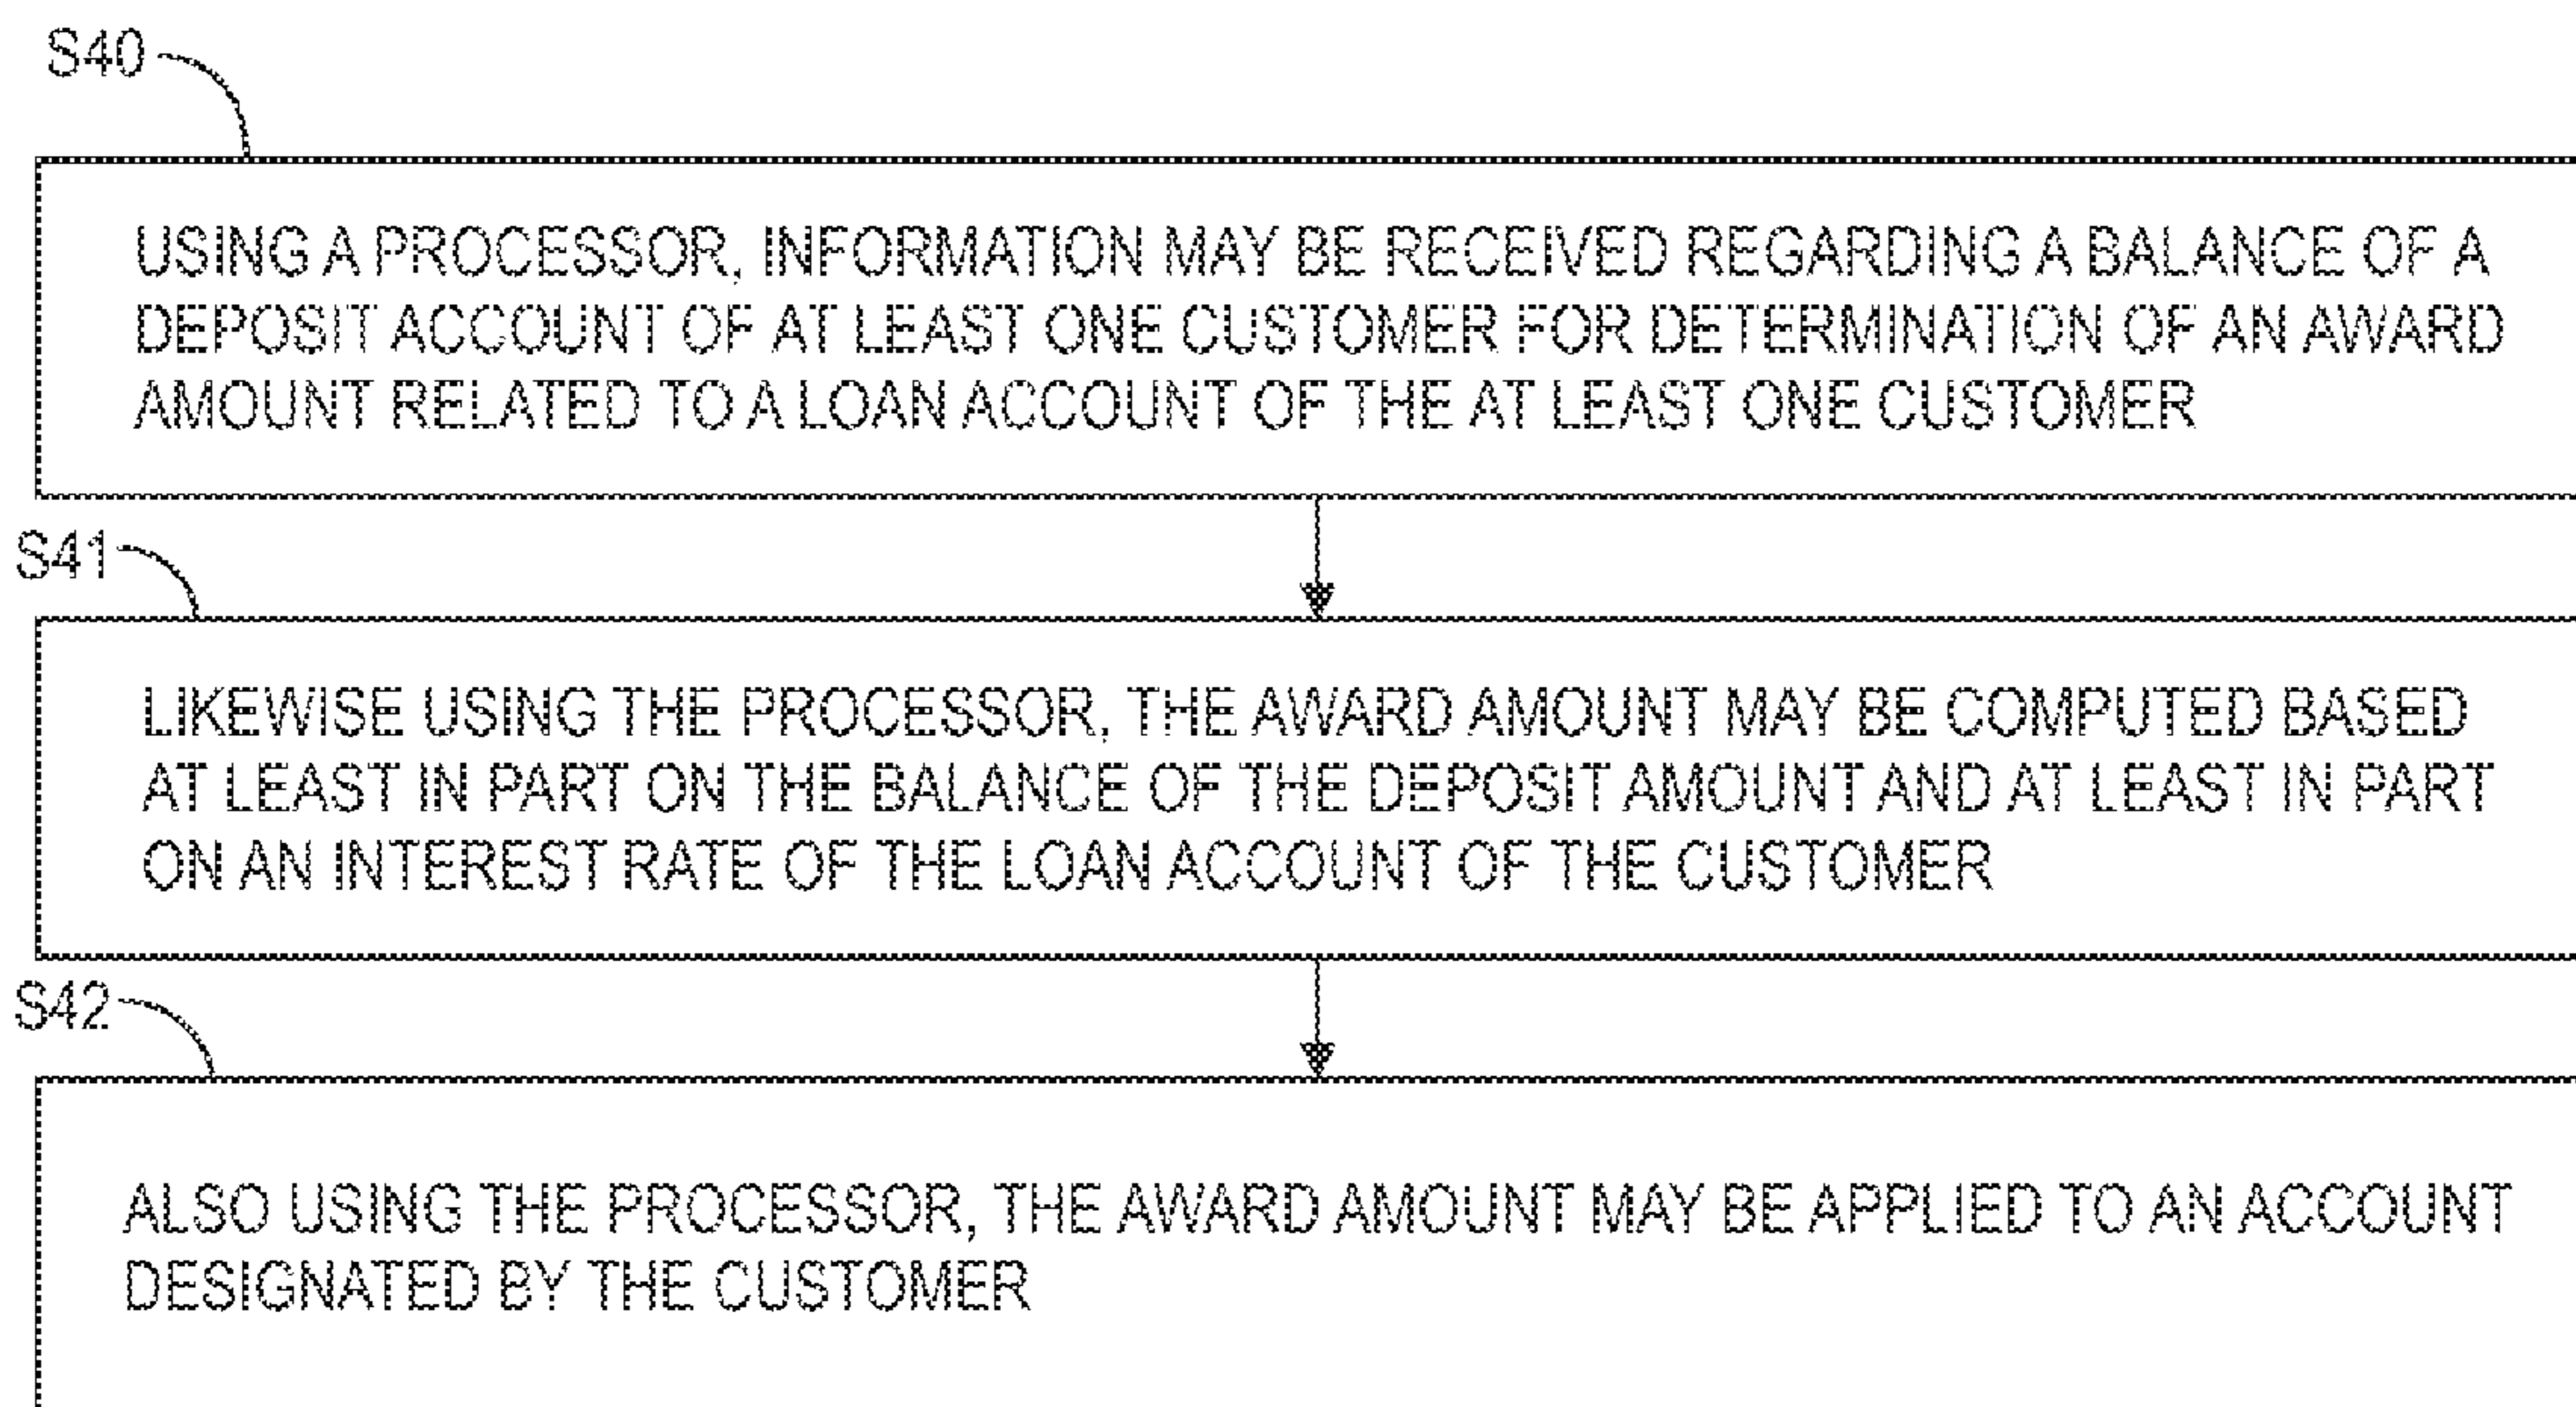 S40
USING A PROCESSOR, INFORMATION MAY BE RECEIVED REGARDING A BALANCE OF A
DEPOSIT ACCOUNT OF AT LEAST ONE CUSTOMER FOR DETERMINATION OF AN AWARD
AMOUNT RELATED TO A LOAN ACCOUNT OF THE AT LEAST ONE CUSTOMER
S41
LIKEWISE USING THE PROCESSOR, THE AWARD AMOUNT MAY BE COMPUTED BASED
AT LEAST IN PART ON THE BALANCE OF THE DEPOSIT AMOUNT AND AT LEAST IN PART
ON AN INTEREST RATE OF THE LOAN ACCOUNT OF THE CUSTOMER
S42
ALSO USING THE PROCESSOR, THE AWARD AMOUNT MAY BE APPLIED TO AN ACCOUNT
DESIGNATED BY THE CUSTOMER